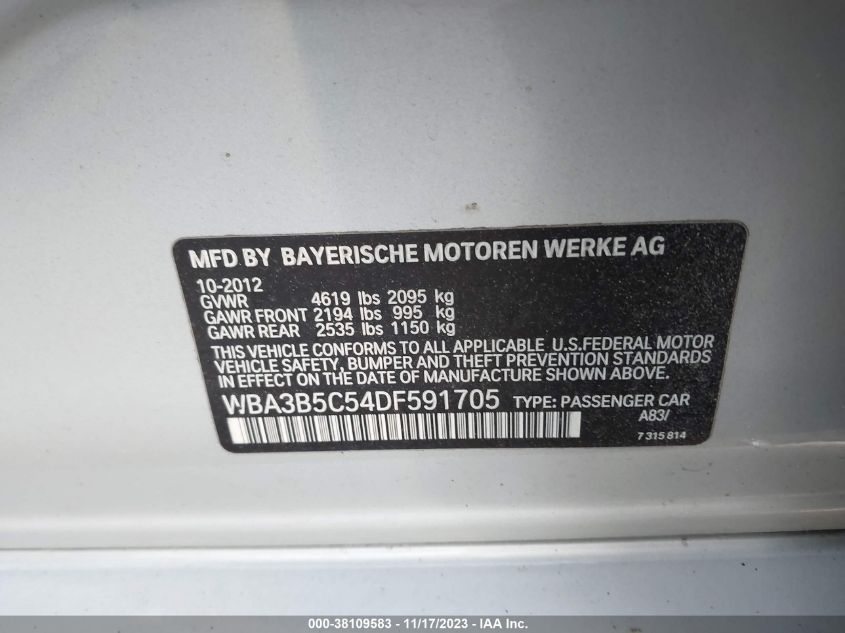 MFD BY BAYERISCHE MOTOREN WERKE AG
10-2012
GVWR 4619 lbs 2095 kg
GAWR FRONT 2194 lbs 995 kg
GAWR REAR 2535 lbs 1150 kg
THIS VEHICLE CONFORMS TO ALL APPLICABLE U.S.FEDERAL MOTOR
VEHICLE SAFETY, BUMPER AND THEFT PREVENTION STANDARDS
IN EFFECT ON THE DATE OF MANUFACTURE SHOWN ABOVE.
WBA3B5C54DF591705 TYPE: PASSENGER CAR
A83/
7 315 814
000-38109583 - 11/17/2023 - IAA Inc.